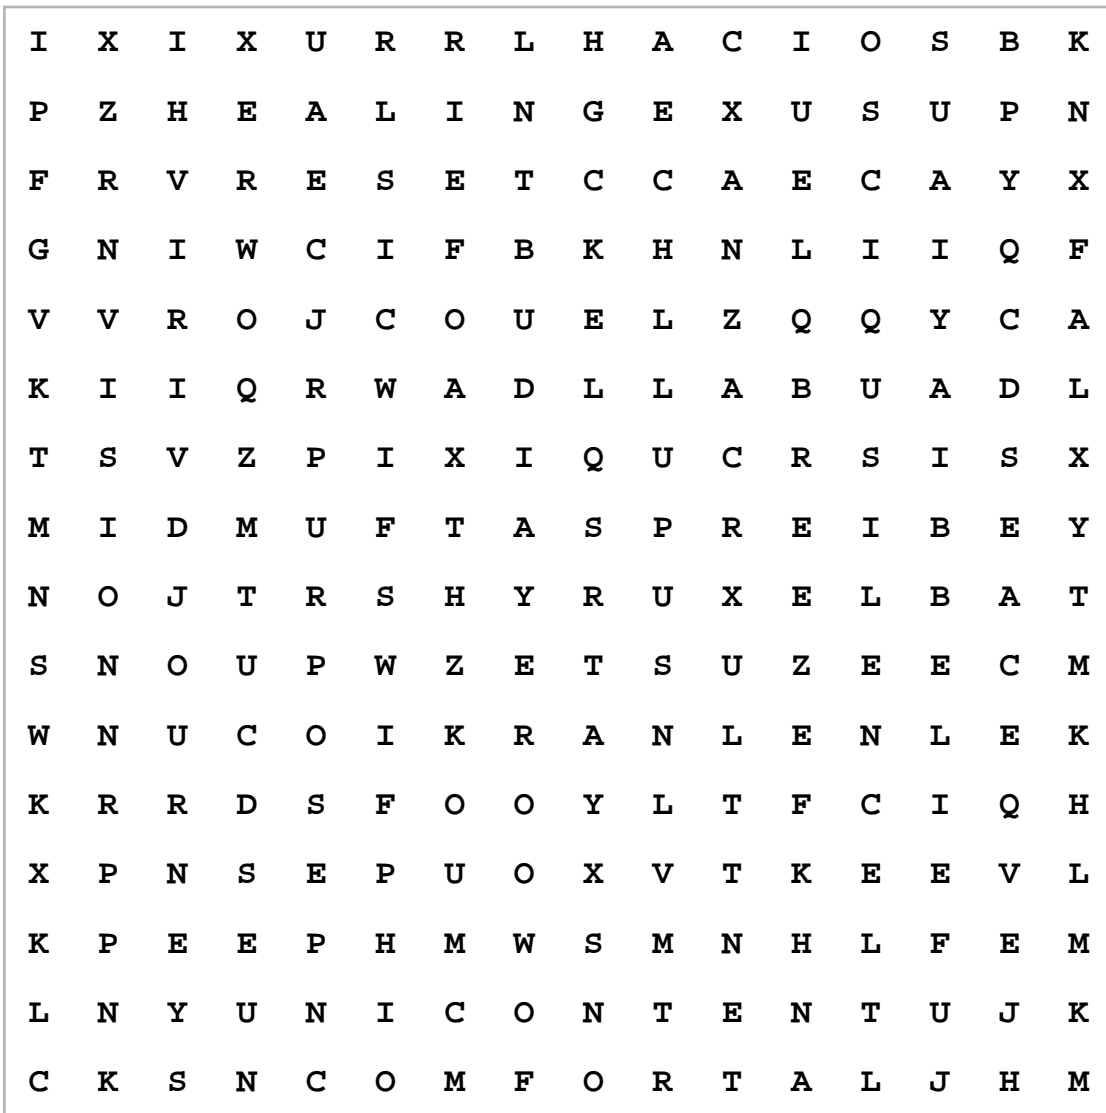 I X I X U R R L H A C I O S B K
P Z H E A L I N G E X U S U P N
F R V R E S E T C C A E C A Y X
G N I W C I F B K H N L I I Q F
V V R O J C O U E L Z Q Q Y C A
K I I Q R W A D L L A B U A D L
T S V Z P I X I Q U C R S I S X
M I D M U F T A S P R E I B E Y
N O J T R S H Y R U X E L B A T
S N O U P W Z E T S U Z E E C M
W N U C O I K R A N L E N L E K
K R R D S F O O Y L T F C I Q H
X P N S E P U O X V T K E E V L
K P E E P H M W S M N H L F E M
L N Y U N I C O N T E N T U J K
C K S N C O M F O R T A L J H M